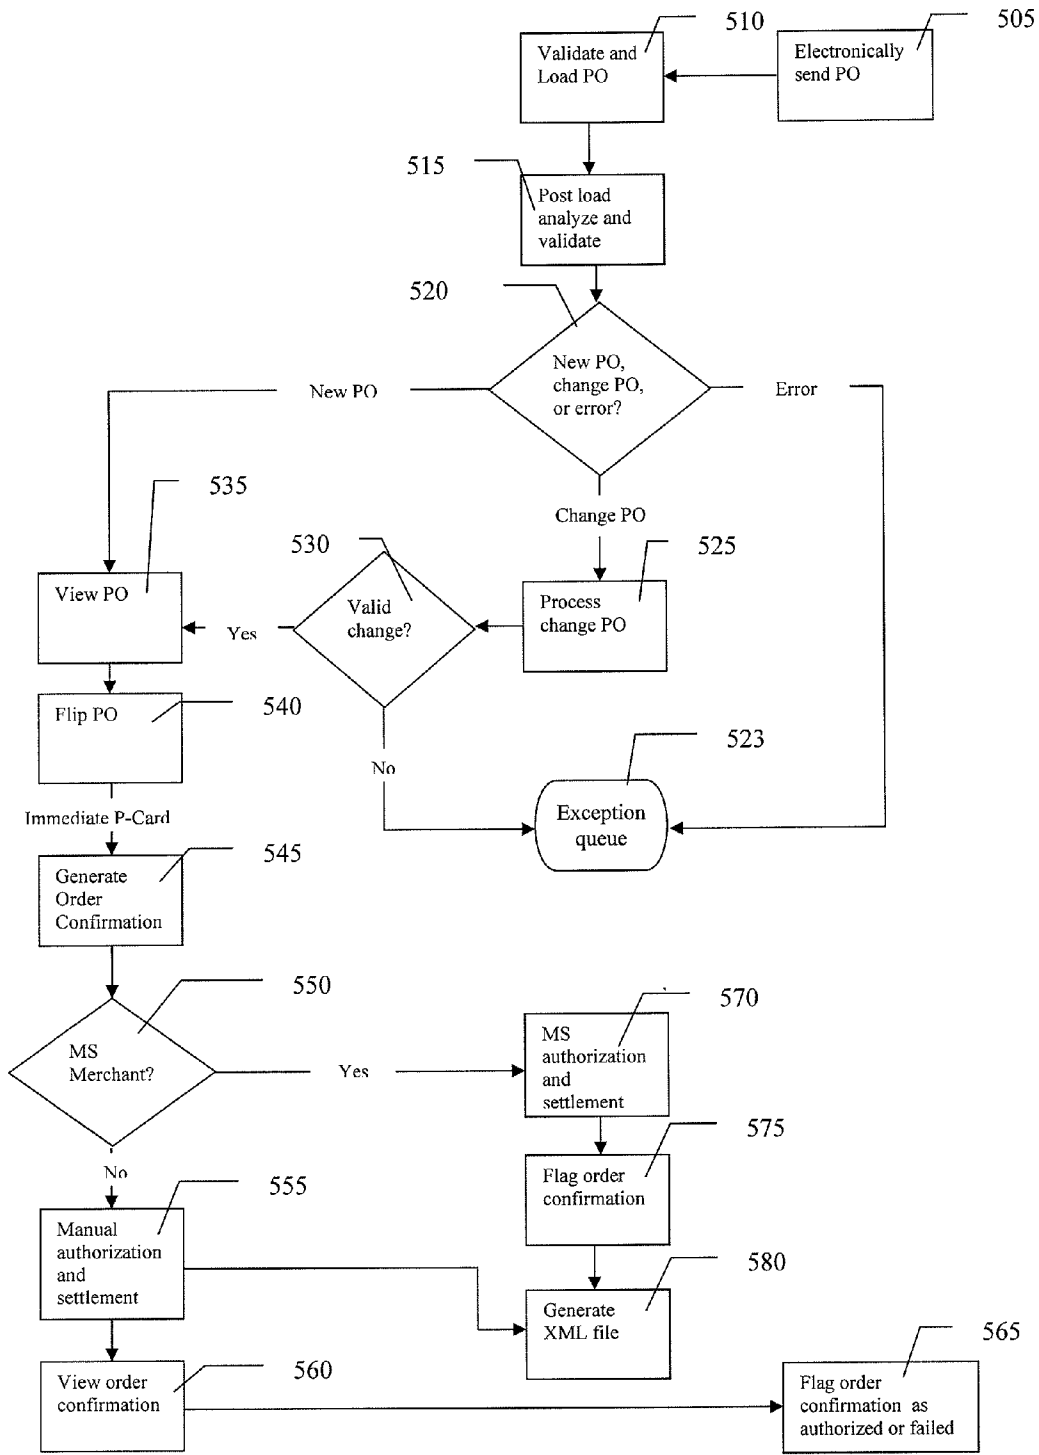 505
510
Electronically
send PO
Validate and
Load PO
515
Post load
analyze and
validate
520
New PO,
change PO,
or error?
New PO
Error
Change PO
535
530
525
View PO
Yes
Valid
change?
Process
change PO
540
Flip PO
No
523
Exception
queue
Immediate P-Card
545
Generate
Order
Confirmation
550
MS
Merchant?
Yes
570
MS
authorization
and
settlement
No
575
Flag order
confirmation
555
Manual
authorization
and
settlement
580
Generate
XML file
560
View order
confirmation
565
Flag order
confirmation as
authorized or failed